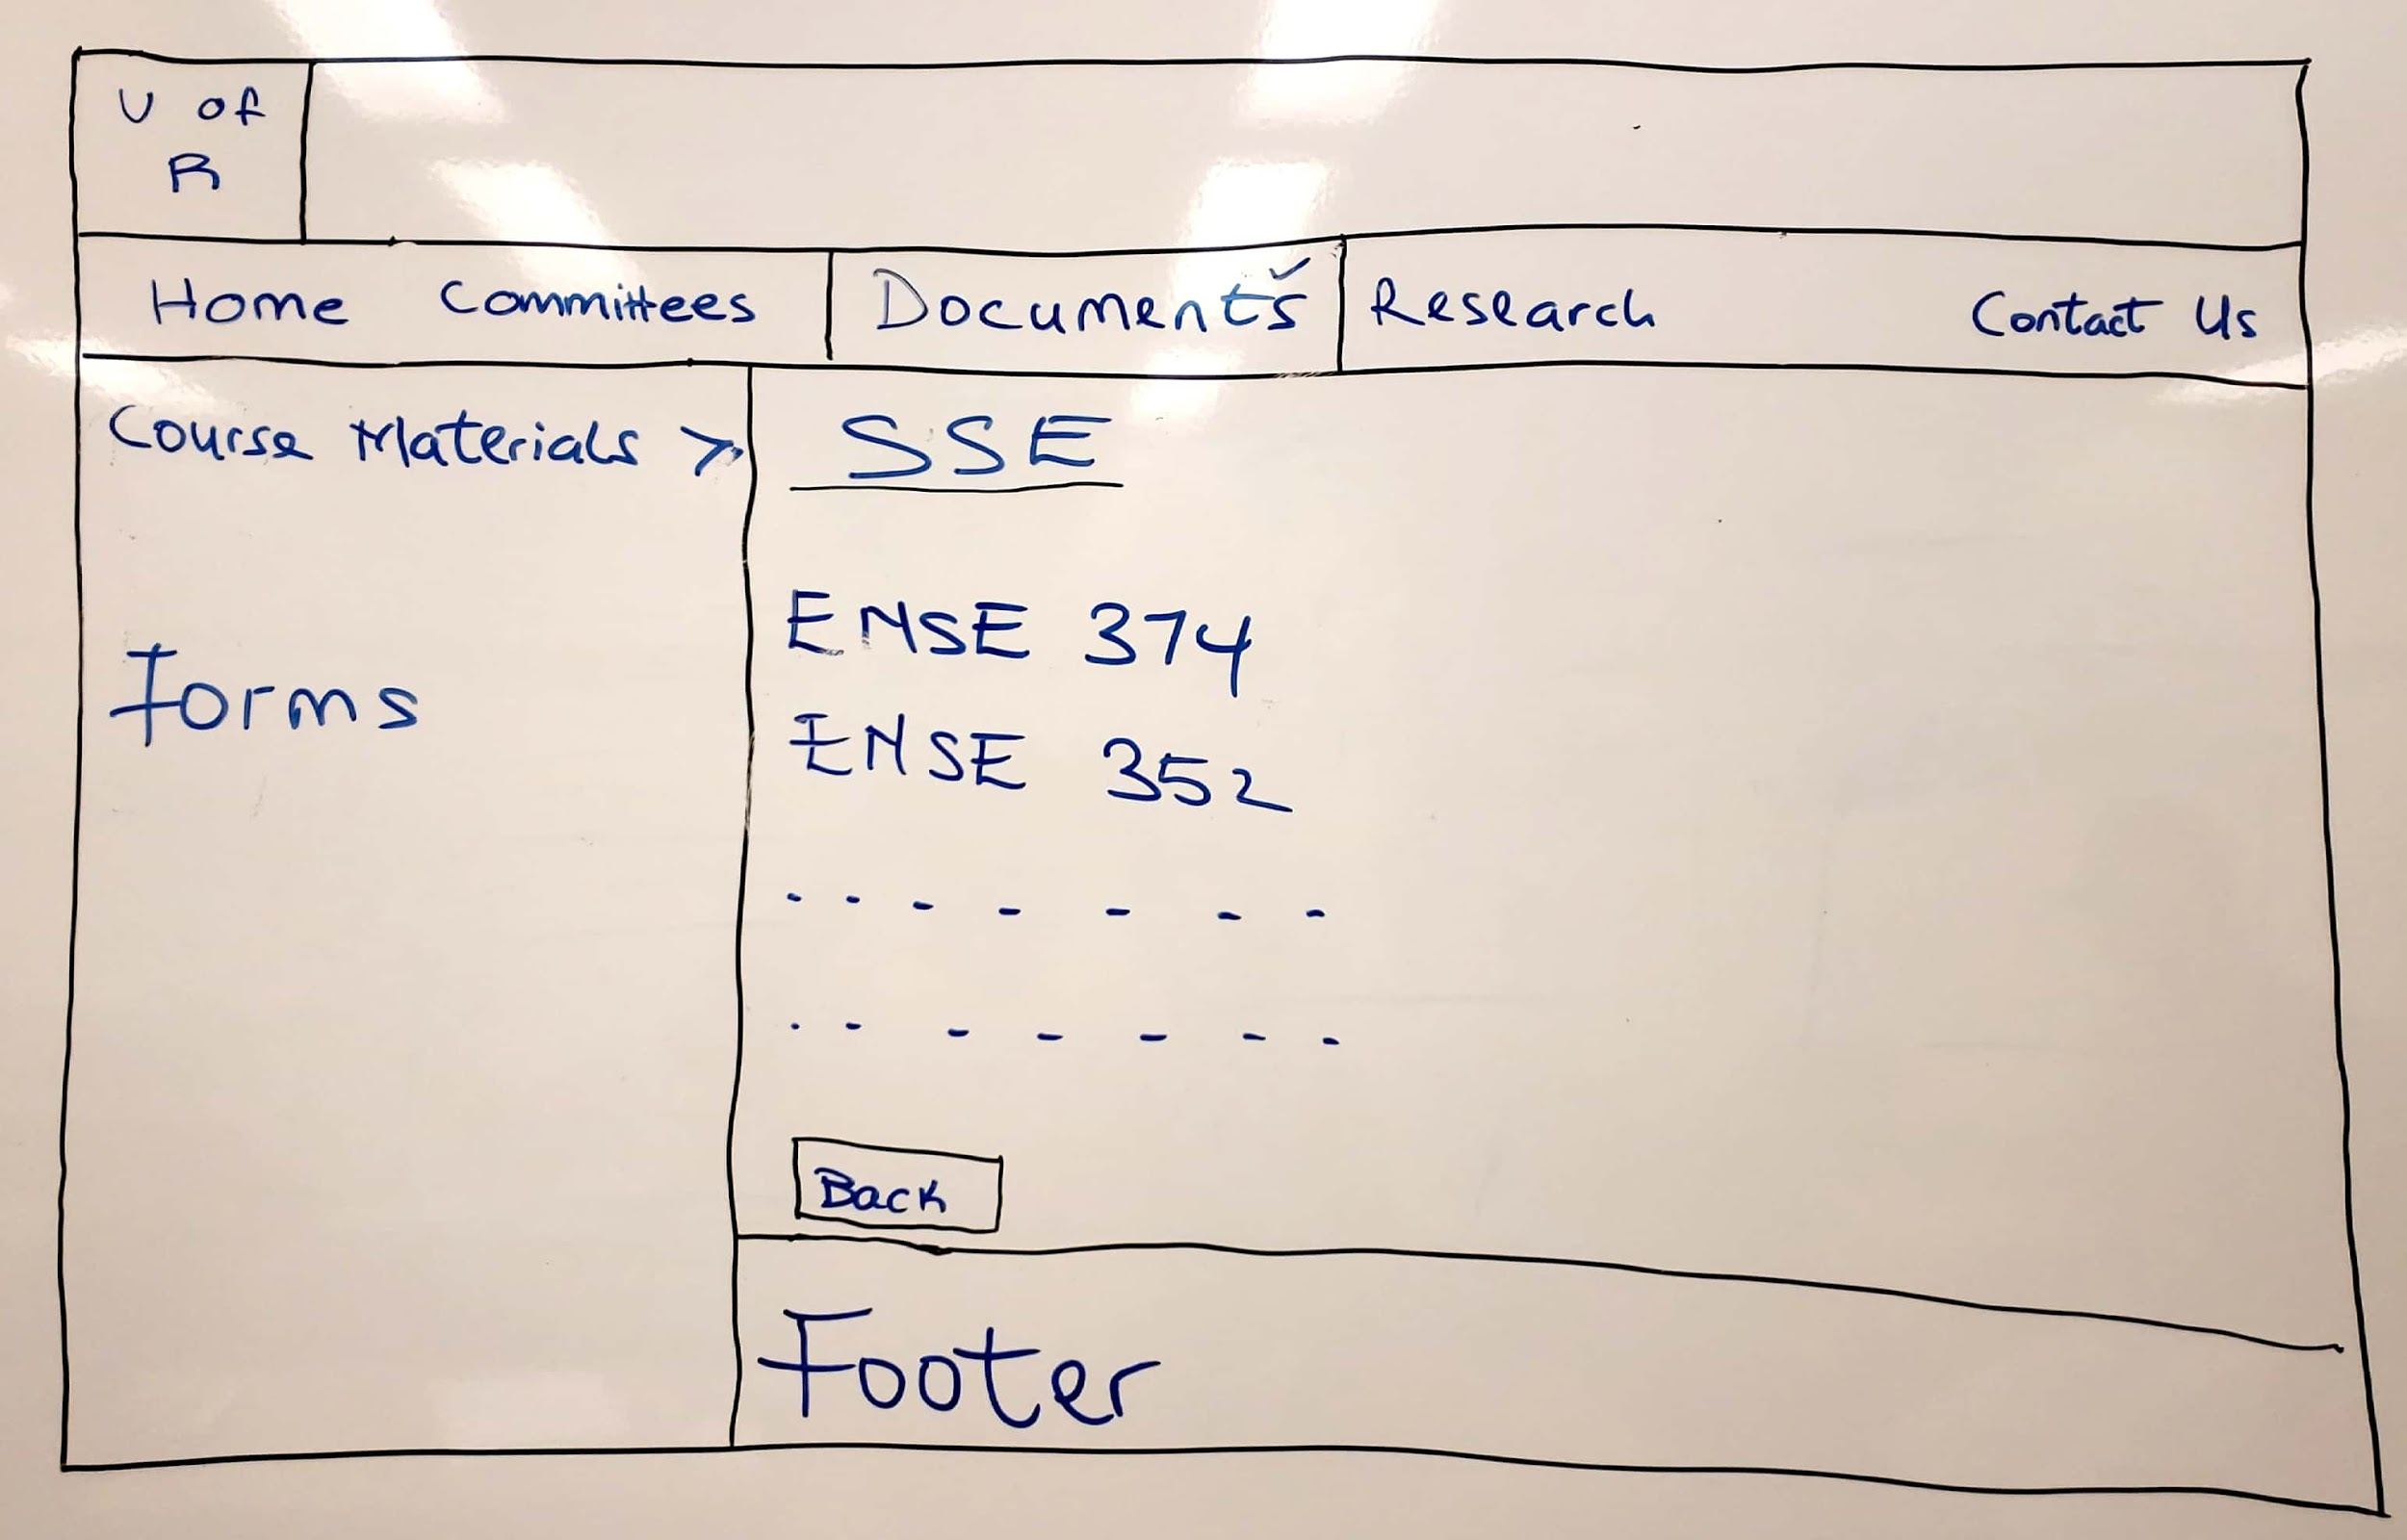 U of
R
Home Committees Documents Research Contact Us
Course Materials > SSE
ENSE 374
Forms
ENSE 352
. . - - - - -
. . - - - - -
Back
Footer